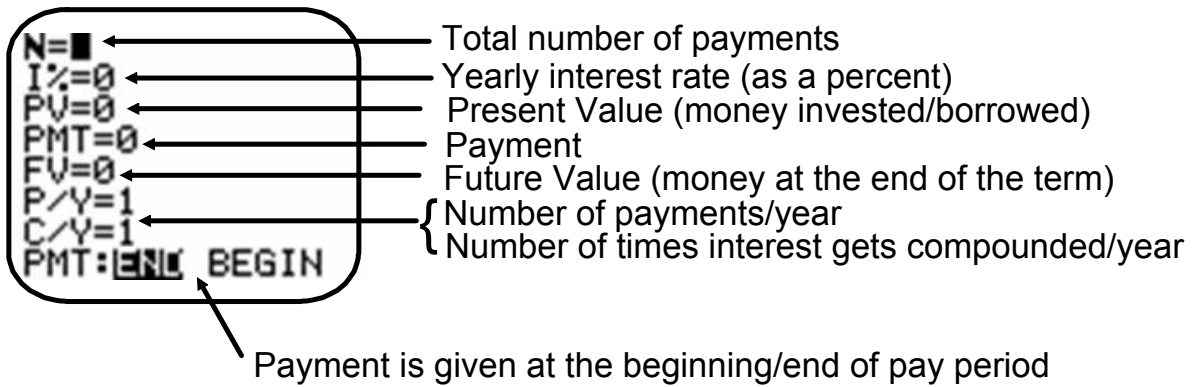 N=
I%=0
PV=0
PMT=0
FV=0
P/Y=1
C/Y=1
PMT:END BEGIN
Total number of payments
Yearly interest rate (as a percent)
Present Value (money invested/borrowed)
Payment
Future Value (money at the end of the term)
Number of payments/year
Number of times interest gets compounded/year
Payment is given at the beginning/end of pay period